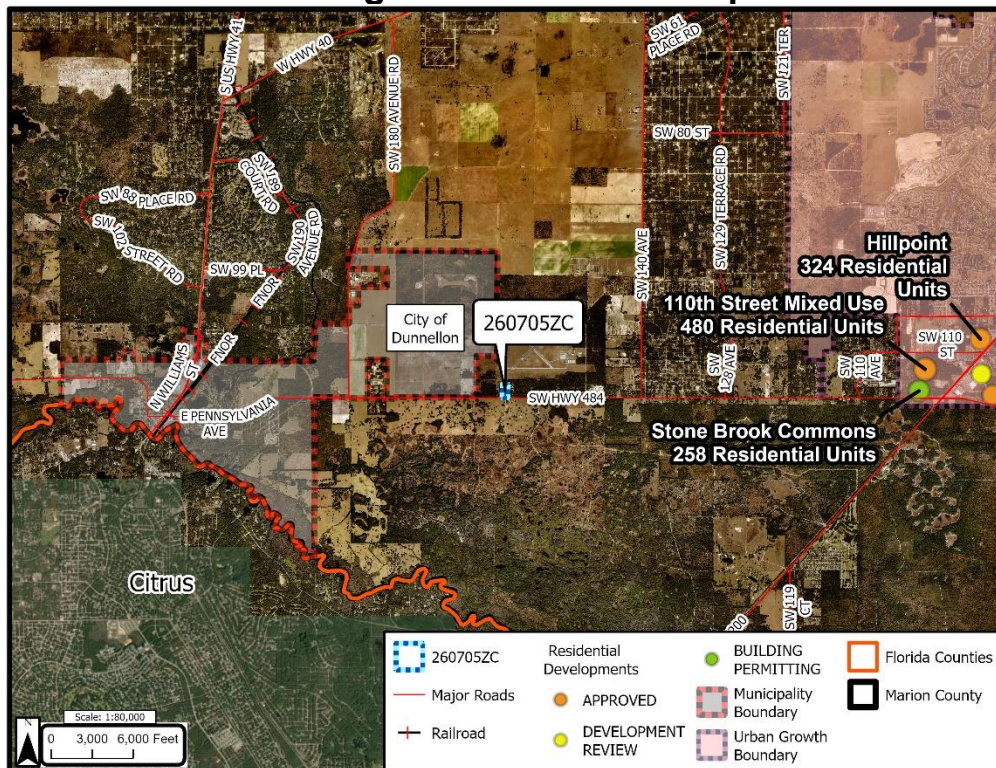 S US HWY 41
W HWY 40
SW 180 AVENUE RD
SW 61
PLACE RD
SW 121 TER
SW 80 ST
SW 129 TERRACE RD
SW 140 AVE
SW 789
COURT RD
SW 88 PLACE RD
SW 102 STREET RD
SW 190
AVENUE RD
SW 99 PL
FNOR
FNOR
N WILLIAMS
ST
E PENNSYLVANIA
AVE
City of
Dunnellon
260705ZC
SW HWY 484
SW
129 AVE
SW
110
AVE
SW 110
ST
Hillpoint
324 Residential
Units
110th Street Mixed Use
480 Residential Units
Stone Brook Commons
258 Residential Units
Citrus
SW 119
CT
200
260705ZC
Major Roads
Railroad
Residential
Developments
APPROVED
DEVELOPMENT
REVIEW
BUILDING
PERMITTING
Municipality
Boundary
Urban Growth
Boundary
Florida Counties
Marion County
N
Scale: 1:80,000
0 3,000 6,000 Feet